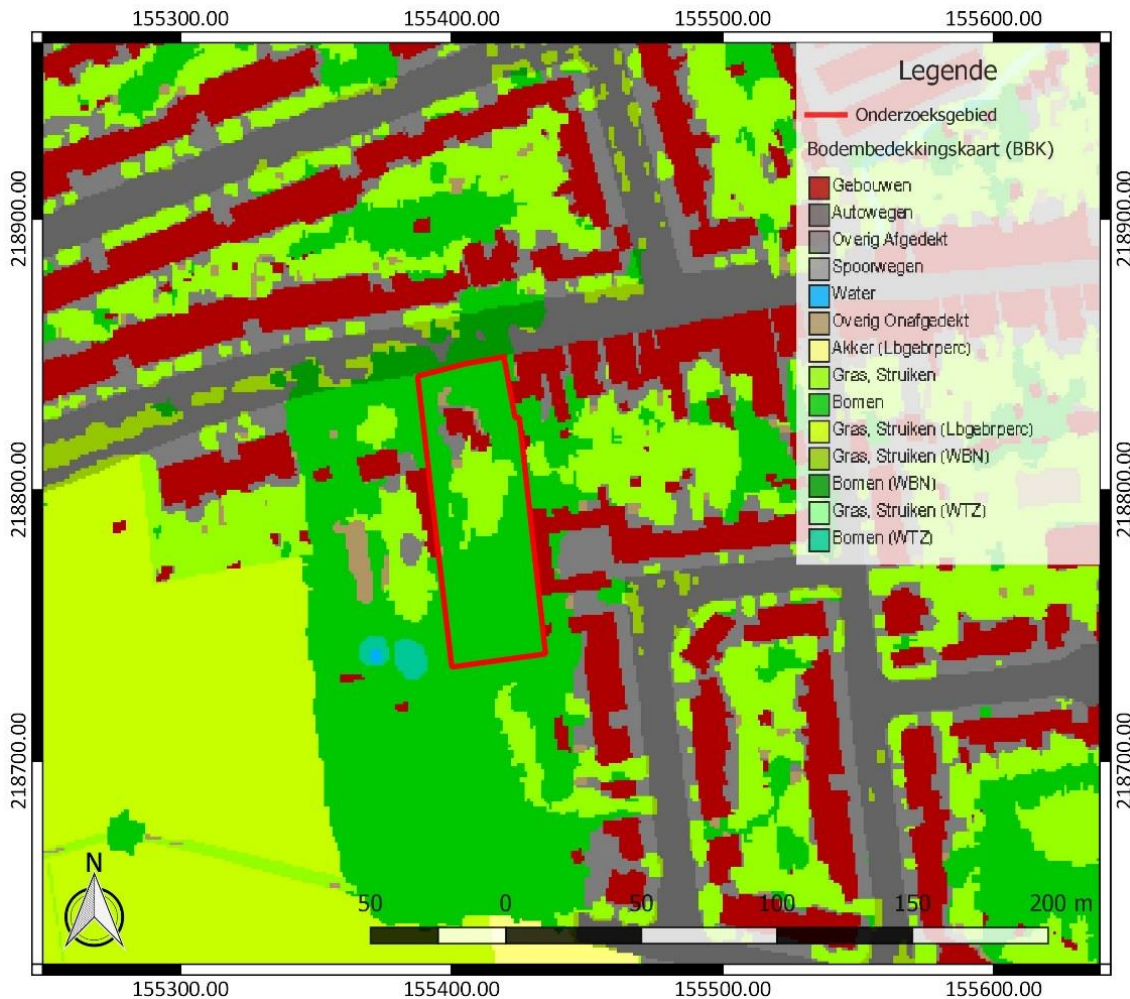 155300.00 155400.00 155500.00 155600.00
Legende
Onderzoeksgebied
Bodembedekkingskaart (BBK)
Gebouwen
Autowegen
Overig Afgedekt
Spoorwegen
Water
Overig Onafgedekt
Akker (Lbgebrperc)
Gras, Struiken
Bomen
Gras, Struiken (Lbgebrperc)
Gras, Struiken (WBN)
Bomen (WBN)
Gras, Struiken (WTZ)
Bomen (WTZ)
218900.00 218900.00
218800.00 218800.00
218700.00 218700.00
N
50 0 50 100 150 200 m
155300.00 155400.00 155500.00 155600.00